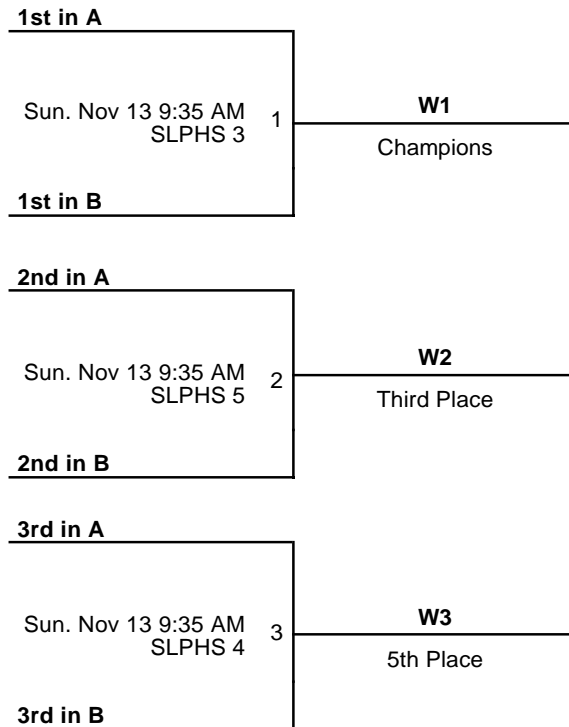 1st in A
Sun. Nov 13 9:35 AM
SLPHS 3
1
W1
Champions
1st in B
2nd in A
Sun. Nov 13 9:35 AM
SLPHS 5
2
W2
Third Place
2nd in B
3rd in A
Sun. Nov 13 9:35 AM
SLPHS 4
3
W3
5th Place
3rd in B